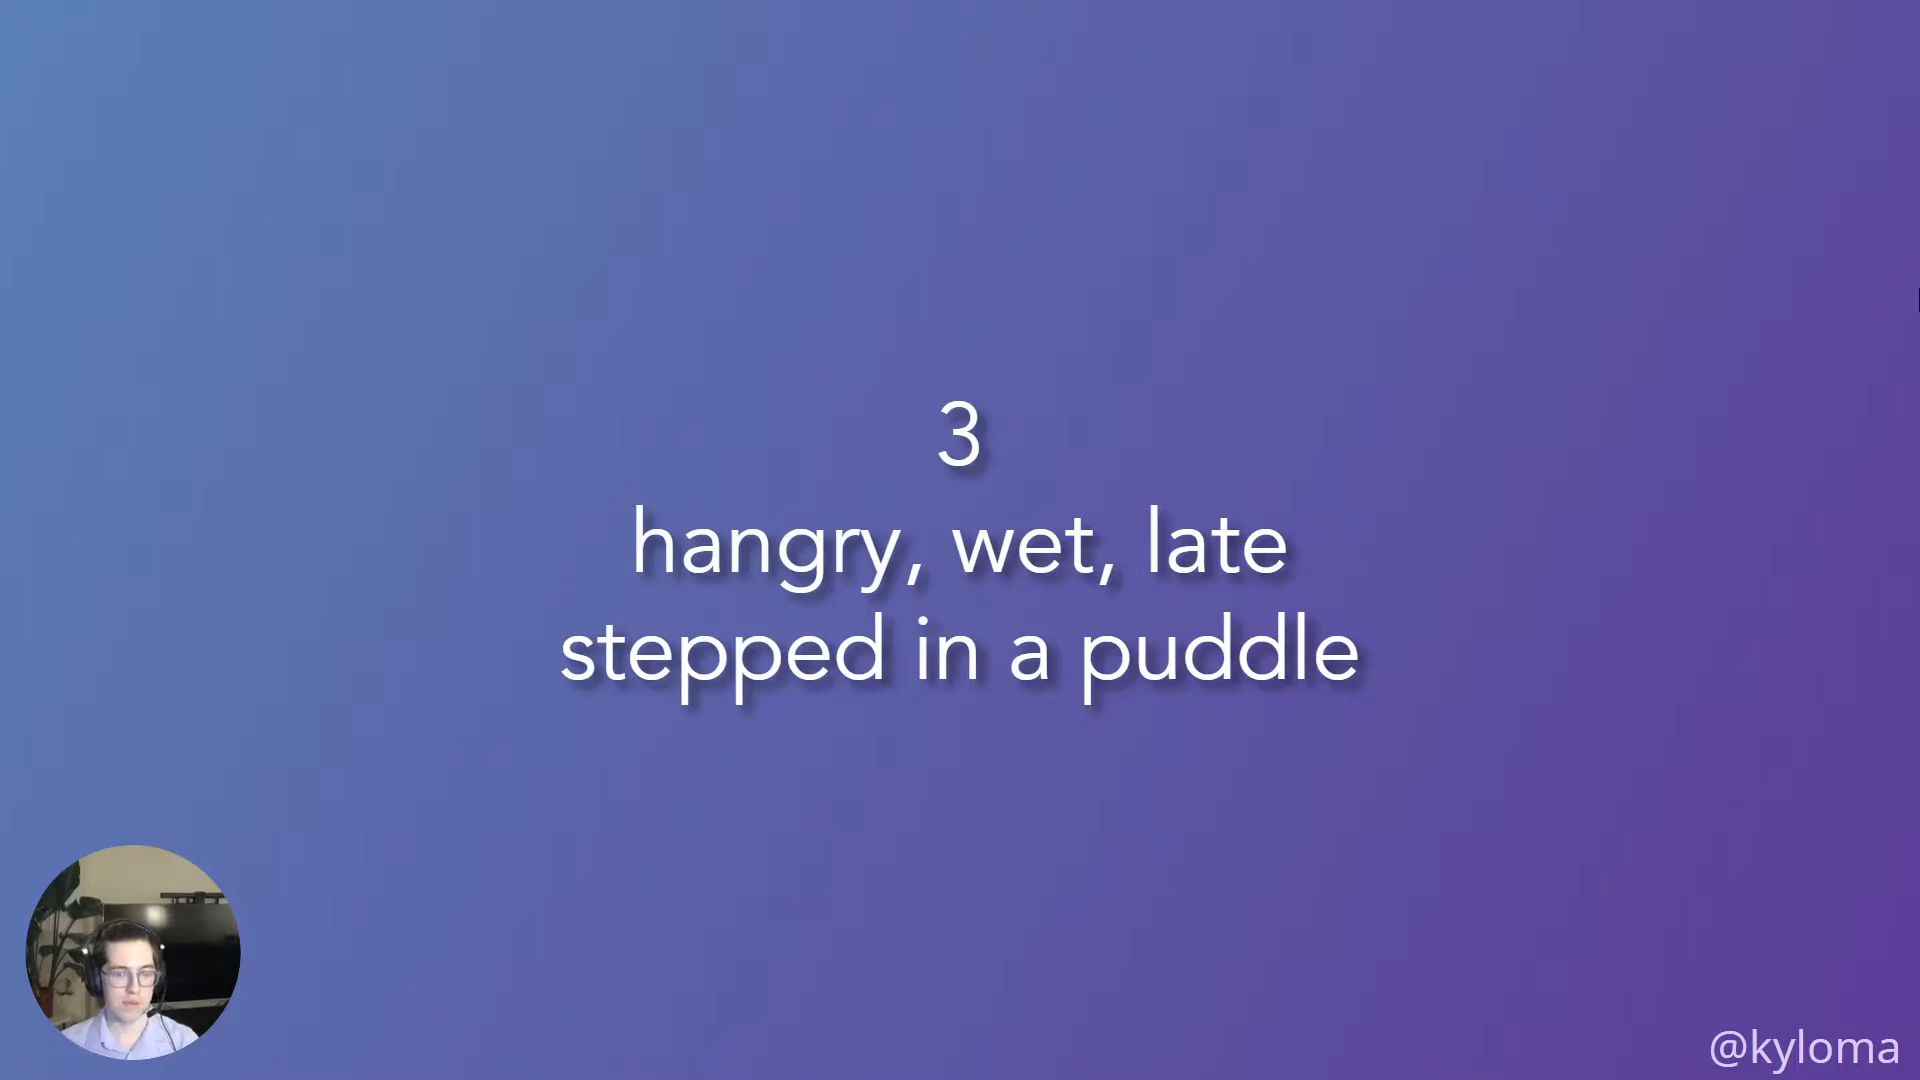 3
hangry, wet, late
stepped in a puddle
@kyloma